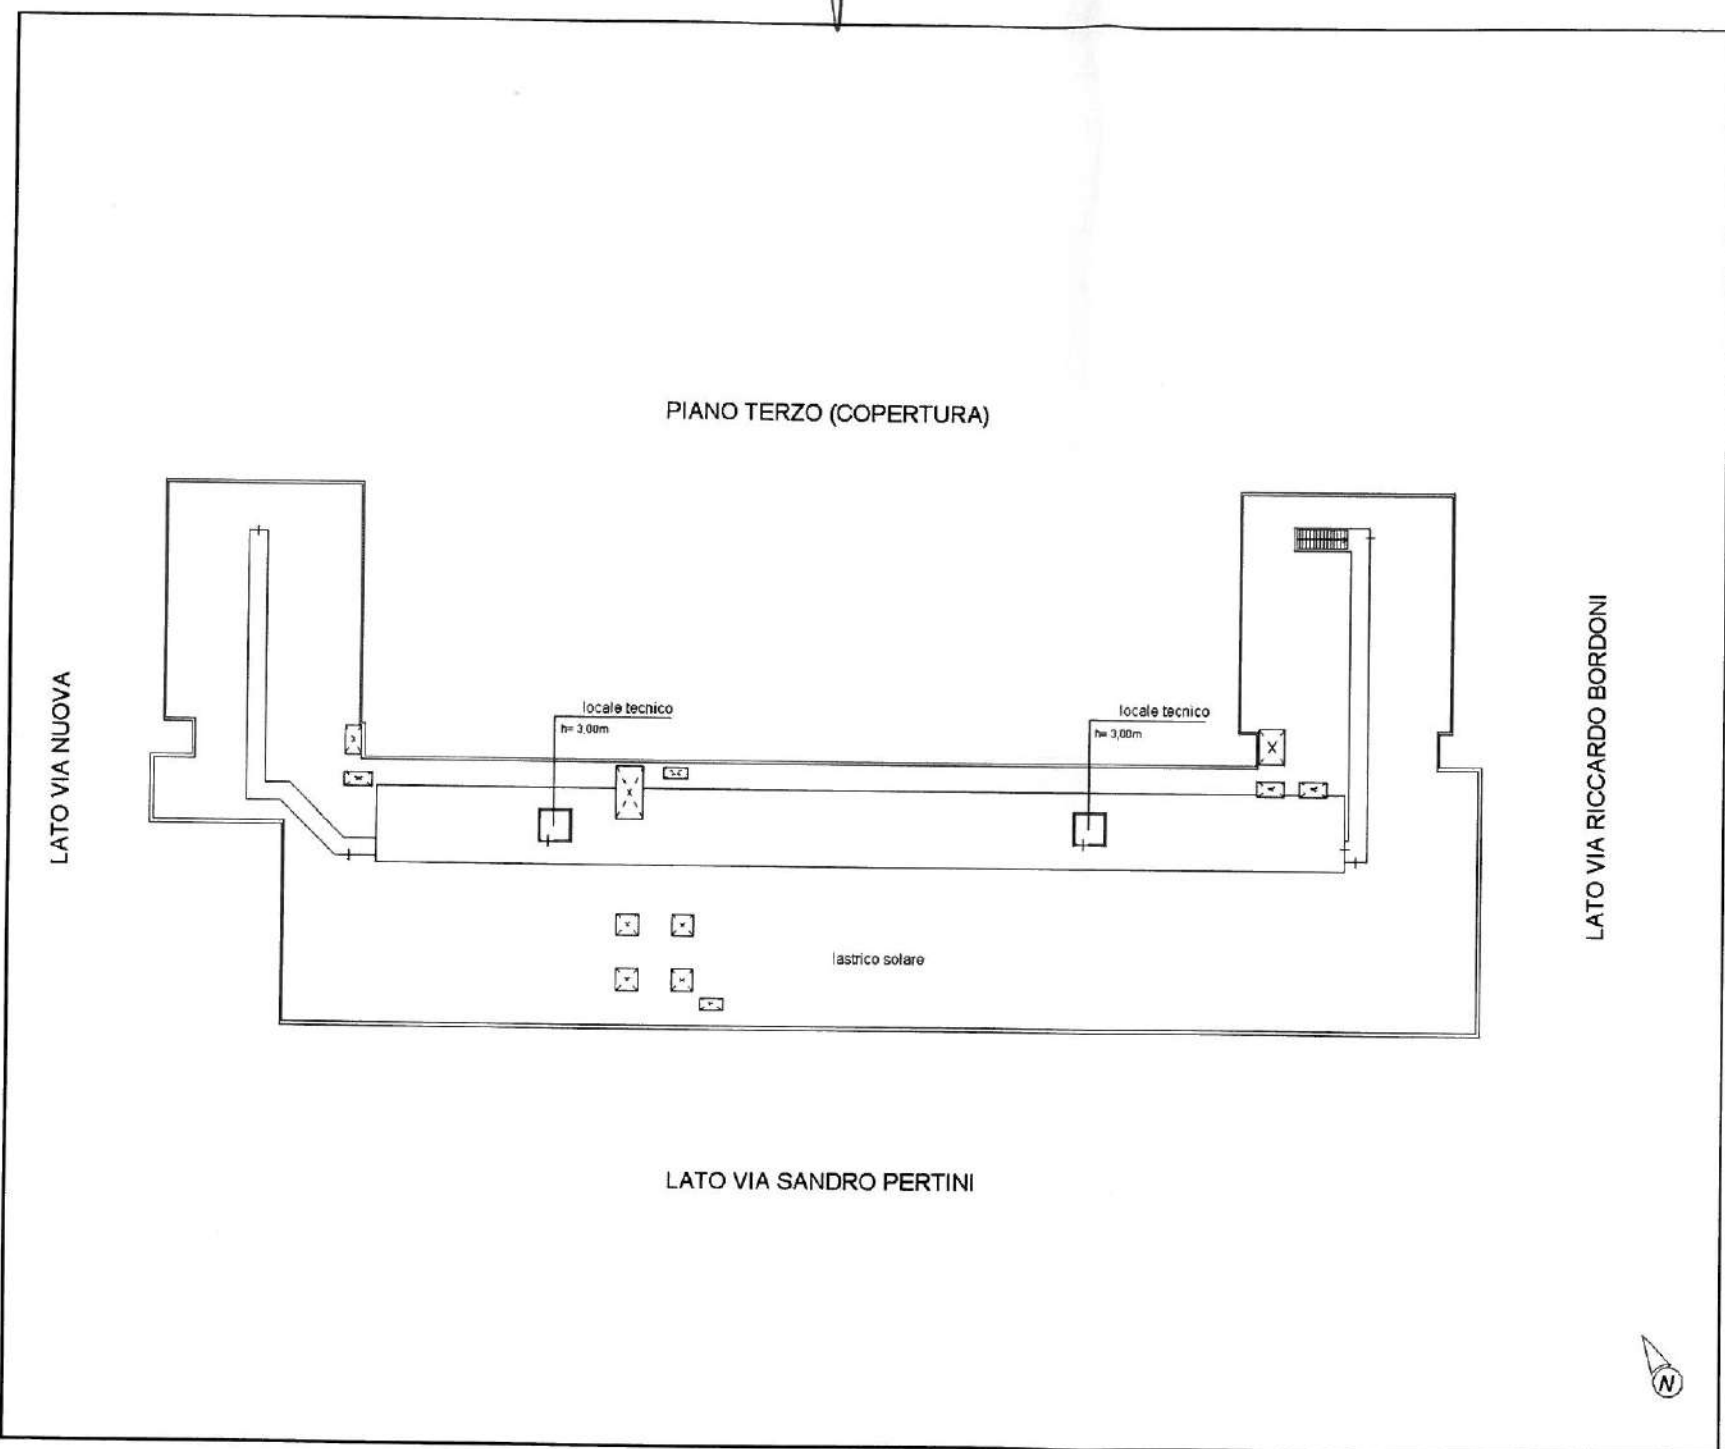 PIANO TERZO (COPERTURA)
LATO VIA NUOVA
locale tecnico
h= 3,00m
locale tecnico
h= 3,00m
LATO VIA RICCARDO BORDONI
lastrico solare
LATO VIA SANDRO PERTINI
N